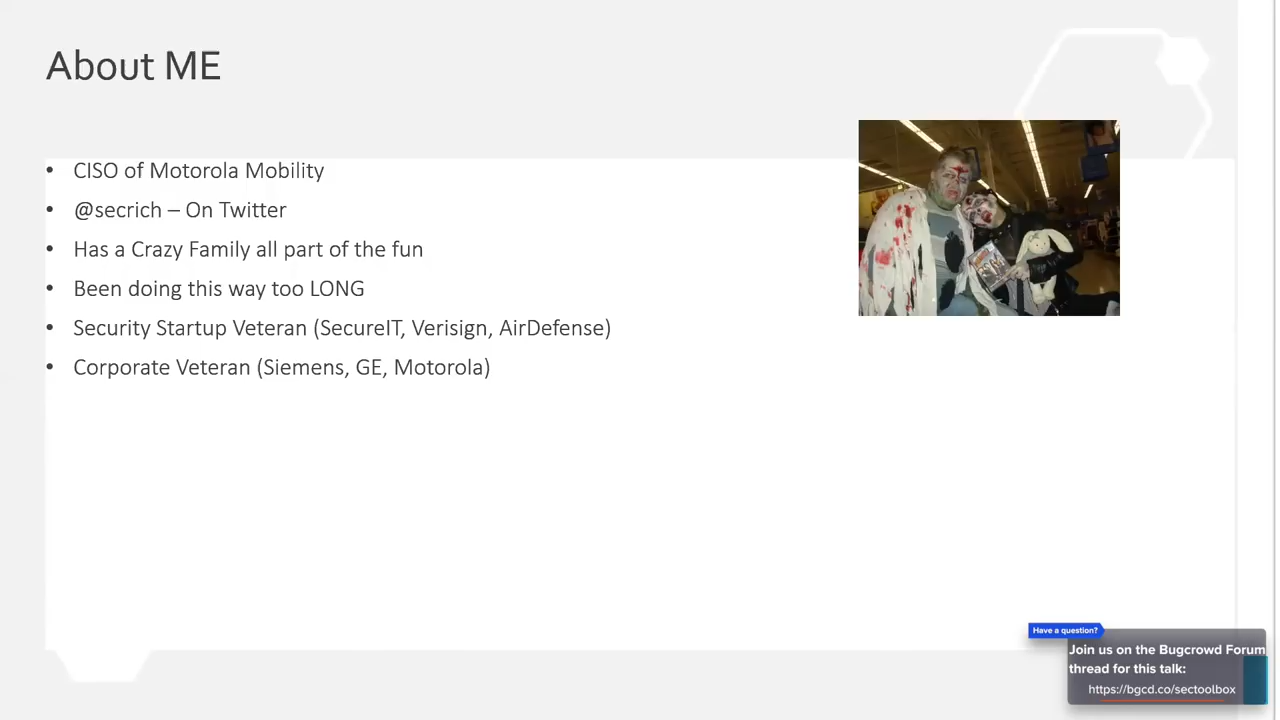 About ME
• CISO of Motorola Mobility
• @secrich – On Twitter
• Has a Crazy Family all part of the fun
• Been doing this way too LONG
• Security Startup Veteran (SecureIT, Verisign, AirDefense)
• Corporate Veteran (Siemens, GE, Motorola)
Have a question?
Join us on the Bugcrowd Forum
thread for this talk:
https://bgcd.co/sectoolbox